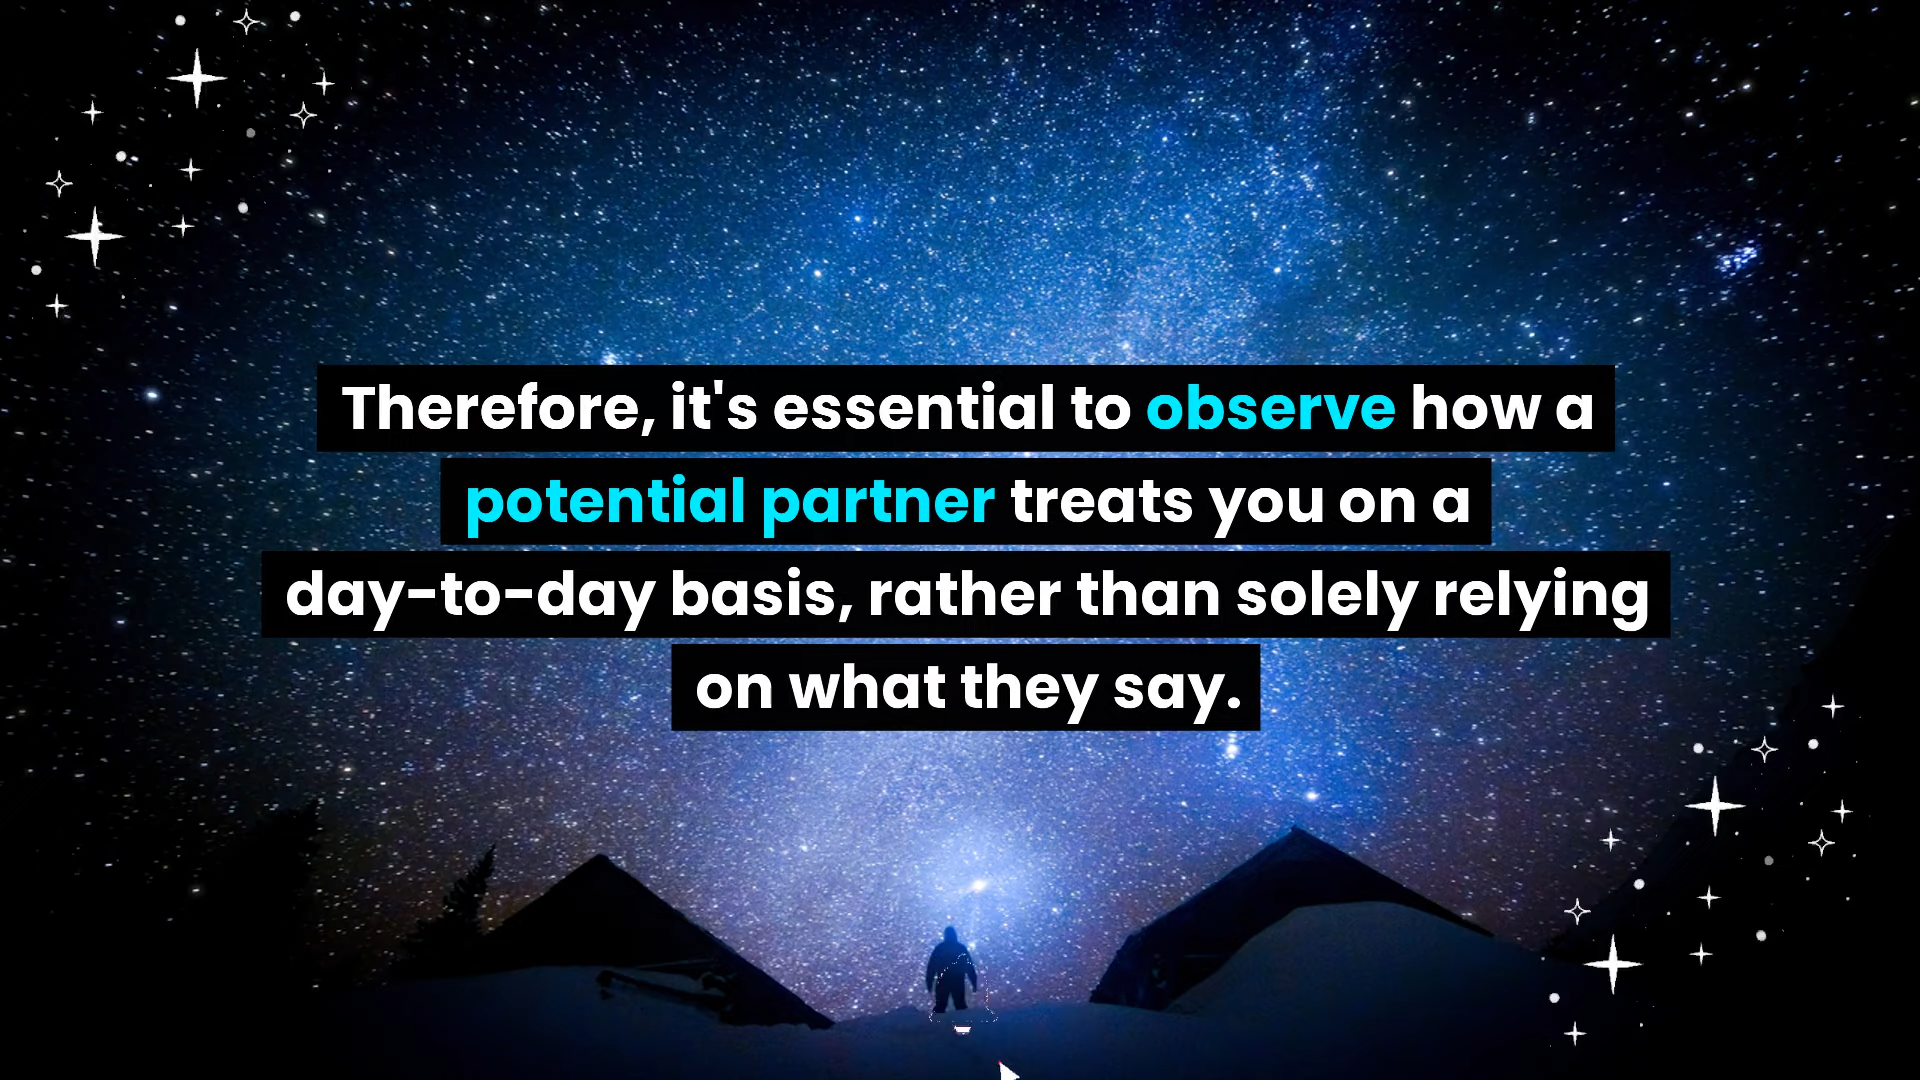 Therefore, it's essential to observe how a
potential partner treats you on a
day-to-day basis, rather than solely relying
on what they say.